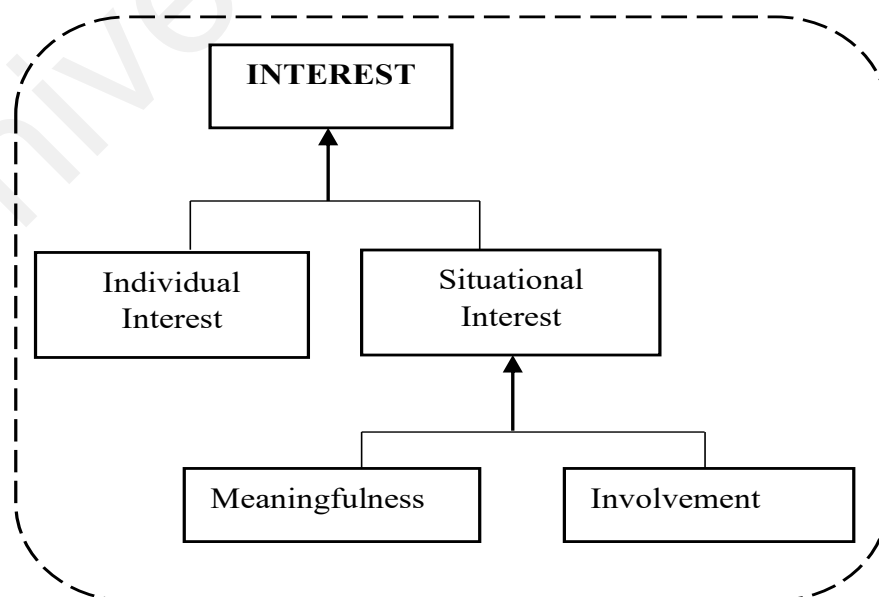 INTEREST
Individual
Interest
Situational
Interest
Meaningfulness
Involvement